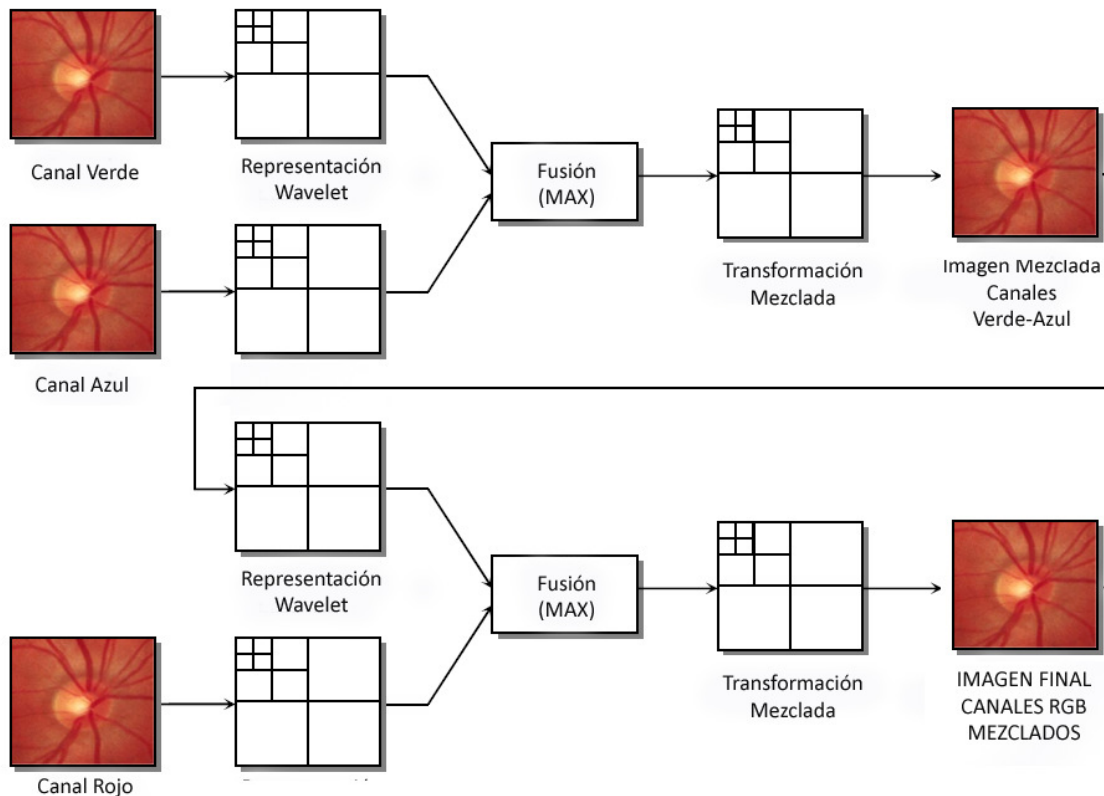 Canal Verde
Representación
Wavelet
Fusión
(MAX)
Transformación
Mezclada
Imagen Mezclada
Canales
Verde-Azul
Canal Azul
Representación
Wavelet
Fusión
(MAX)
Transformación
Mezclada
IMAGEN FINAL
CANALES RGB
MEZCLADOS
Canal Rojo